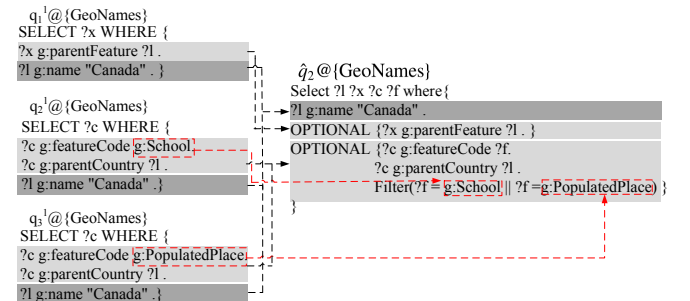 q₁¹@{GeoNames}
SELECT ?x WHERE {
?x g:parentFeature ?l .
?l g:name "Canada" . }
q₂¹@{GeoNames}
SELECT ?c WHERE {
?c g:featureCode g:School.
?c g:parentCountry ?l .
?l g:name "Canada" .}
q₃¹@{GeoNames}
SELECT ?c WHERE {
?c g:featureCode g:PopulatedPlace.
?c g:parentCountry ?l .
?l g:name "Canada" .}
q̂₂@{GeoNames}
Select ?l ?x ?c ?f where{
?l g:name "Canada" .
OPTIONAL {?x g:parentFeature ?l . }
OPTIONAL {?c g:featureCode ?f.
?c g:parentCountry ?l .
Filter(?f = g:School || ?f =g:PopulatedPlace) }
}